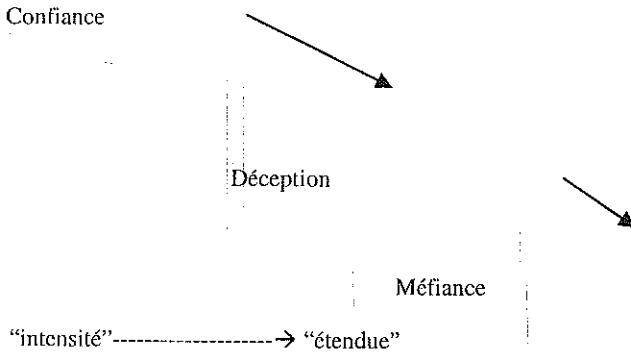 Confiance
Déception
Méfiance
“intensité”----------------------→ “étendue”